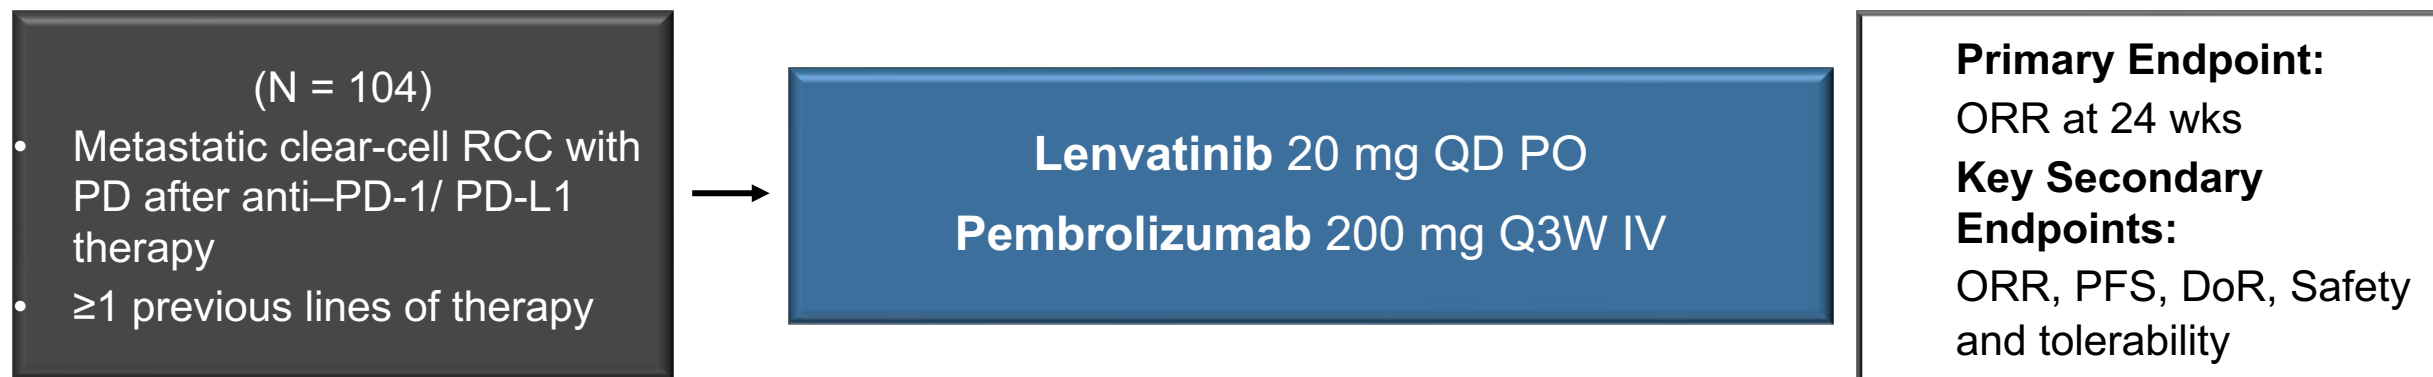 (N = 104)
• Metastatic clear-cell RCC with
PD after anti–PD-1/ PD-L1
therapy
• ≥1 previous lines of therapy
Lenvatinib 20 mg QD PO
Pembrolizumab 200 mg Q3W IV
Primary Endpoint:
ORR at 24 wks
Key Secondary
Endpoints:
ORR, PFS, DoR, Safety
and tolerability